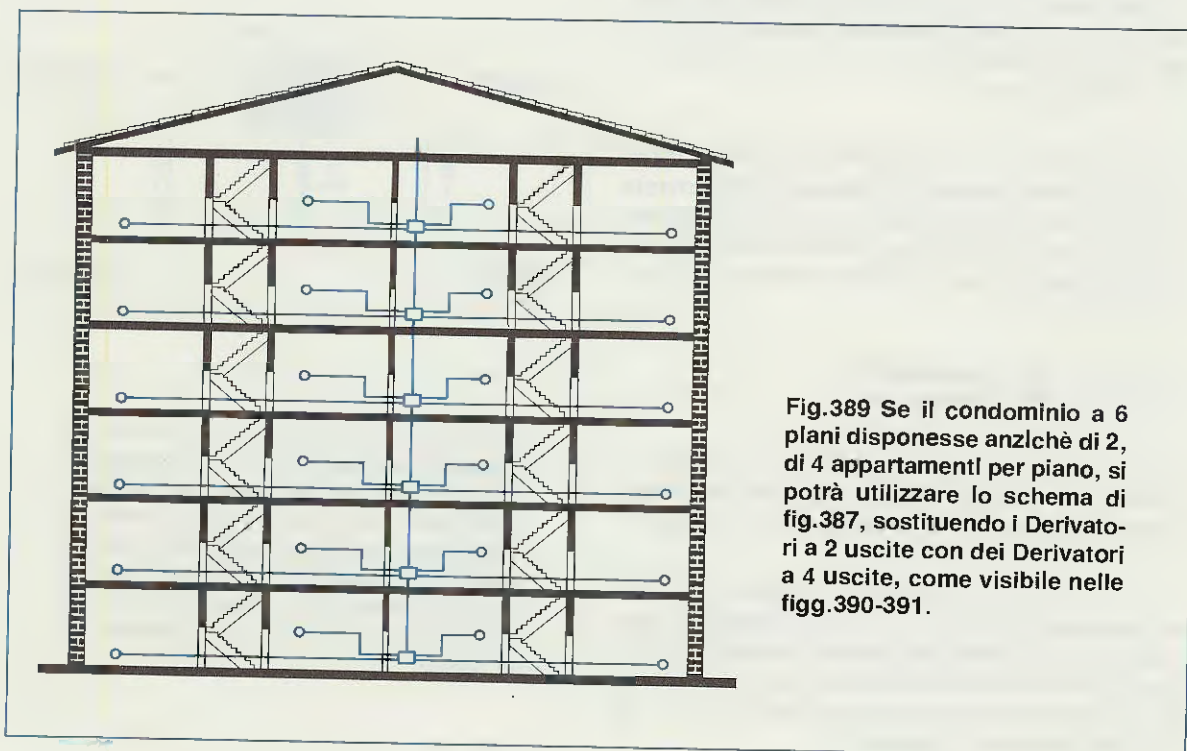 Fig.389 Se il condominio a 6
piani disponesse anzichè di 2,
di 4 appartamenti per piano, si
potrà utilizzare lo schema di
fig.387, sostituendo i Derivato-
ri a 2 uscite con dei Derivatori
a 4 uscite, come visibile nelle
figg.390-391.